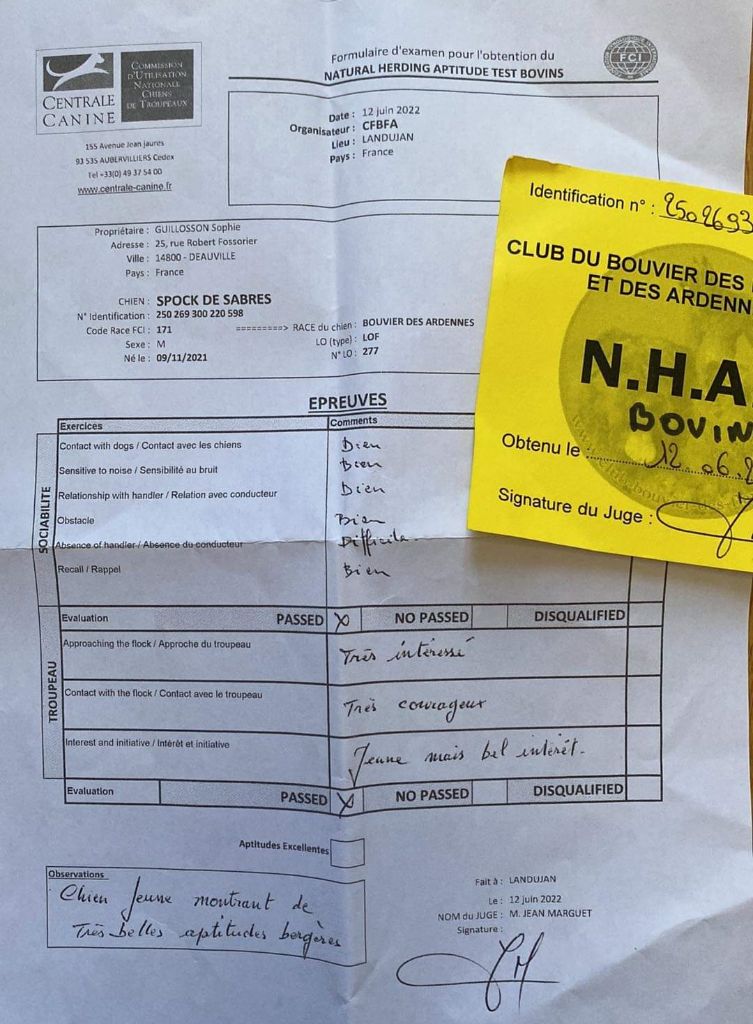 CENTRALE
CANINE
COMMISSION
D'UTILISATION
NATIONALE
CHIENS
DE TROUPEAUX
155 Avenue Jean Jaures
93 535 AUBERVILLIERS Cedex
Tel +33(0) 49 37 54 00
www.centrale-canine.fr
Formulaire d'examen pour l'obtention du
NATURAL HERDING APTITUDE TEST BOVINS
FCI
Date : 12 juin 2022
Organisateur : CFBFA
Lieu : LANDUJAN
Pays : France
Propriétaire : GUILLOSSON Sophie
Adresse : 25, rue Robert Fossorier
Ville : 14800 - DEAUVILLE
Pays : France
CHIEN : SPOCK DE SABRES
N° Identification : 250 269 300 220 598
Code Race FCI : 171 =========> RACE du chien : BOUVIER DES ARDENNES
Sexe : M LO (type) : LOF
Né le : 09/11/2021 N° LO : 277
Identification n° : 2502693
CLUB DU BOUVIER DES
ET DES ARDENN
N.H.A
BOVIN
Obtenu le 12.06.2
Signature du Juge :
EPREUVES
Exercices Comments
SOCIABILITE
Contact with dogs / Contact avec les chiens Bien
Sensitive to noise / Sensibilité au bruit Bien
Relationship with handler / Relation avec conducteur Bien
Obstacle Bien
Absence of handler / Absence du conducteur Difficile
Recall / Rappel Bien
Evaluation PASSED X NO PASSED DISQUALIFIED
TROUPEAU
Approaching the flock / Approche du troupeau Très intéressé
Contact with the flock / Contact avec le troupeau Très courageux
Interest and initiative / Intérêt et initiative Jeune mais bel intérêt.
Evaluation PASSED X NO PASSED DISQUALIFIED
Aptitudes Excellentes
Observations
Chien Jeune montrant de
Très belles aptitudes bergères
Fait à : LANDUJAN
Le : 12 juin 2022
NOM du JUGE : M. JEAN MARGUET
Signature :